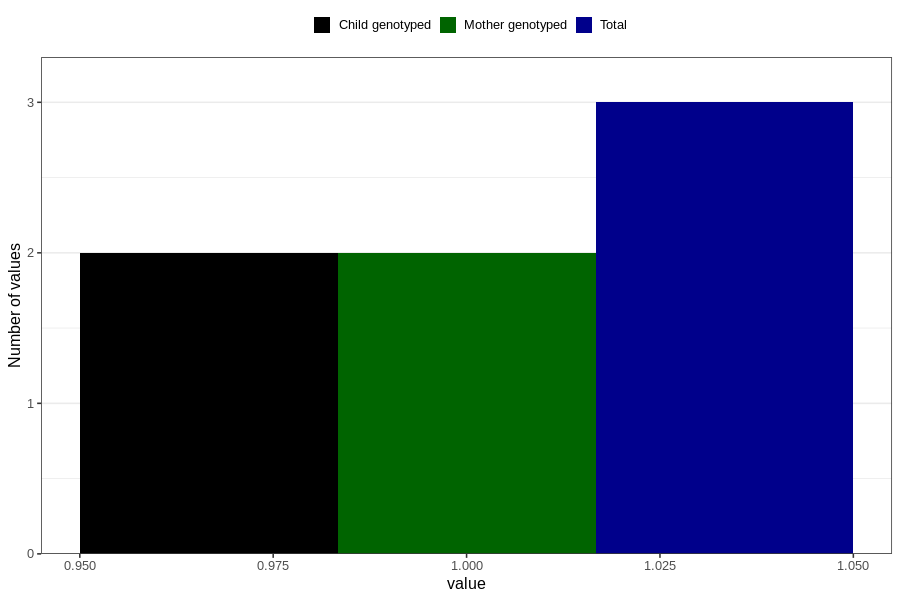 Child genotyped Mother genotyped Total
Number of values
3
2
1
0
0.950 0.975 1.000 1.025 1.050
value